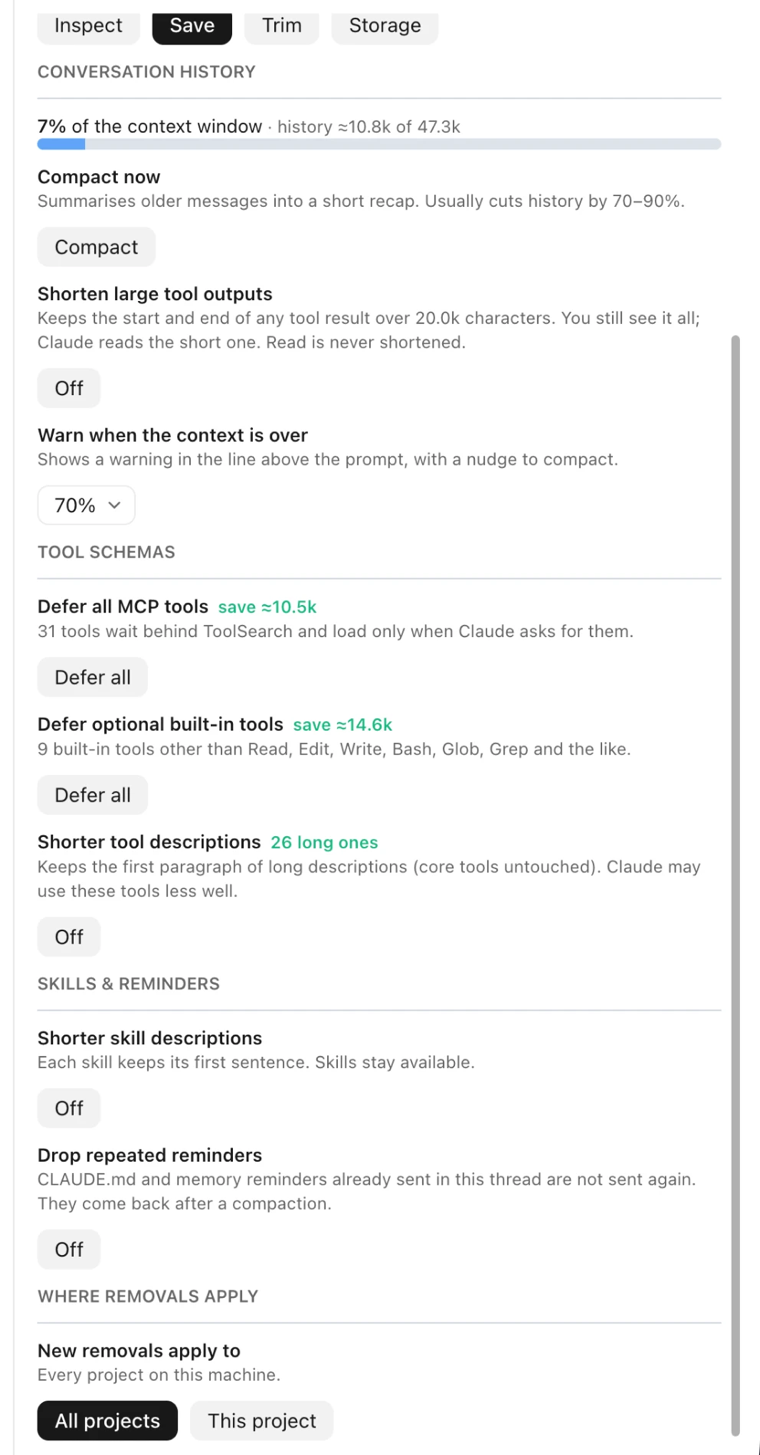 Inspect Save Trim Storage
CONVERSATION HISTORY
7% of the context window · history ≈10.8k of 47.3k
Compact now
Summarises older messages into a short recap. Usually cuts history by 70–90%.
Compact
Shorten large tool outputs
Keeps the start and end of any tool result over 20.0k characters. You still see it all;
Claude reads the short one. Read is never shortened.
Off
Warn when the context is over
Shows a warning in the line above the prompt, with a nudge to compact.
70%
TOOL SCHEMAS
Defer all MCP tools save ≈10.5k
31 tools wait behind ToolSearch and load only when Claude asks for them.
Defer all
Defer optional built-in tools save ≈14.6k
9 built-in tools other than Read, Edit, Write, Bash, Glob, Grep and the like.
Defer all
Shorter tool descriptions 26 long ones
Keeps the first paragraph of long descriptions (core tools untouched). Claude may
use these tools less well.
Off
SKILLS & REMINDERS
Shorter skill descriptions
Each skill keeps its first sentence. Skills stay available.
Off
Drop repeated reminders
CLAUDE.md and memory reminders already sent in this thread are not sent again.
They come back after a compaction.
Off
WHERE REMOVALS APPLY
New removals apply to
Every project on this machine.
All projects This project